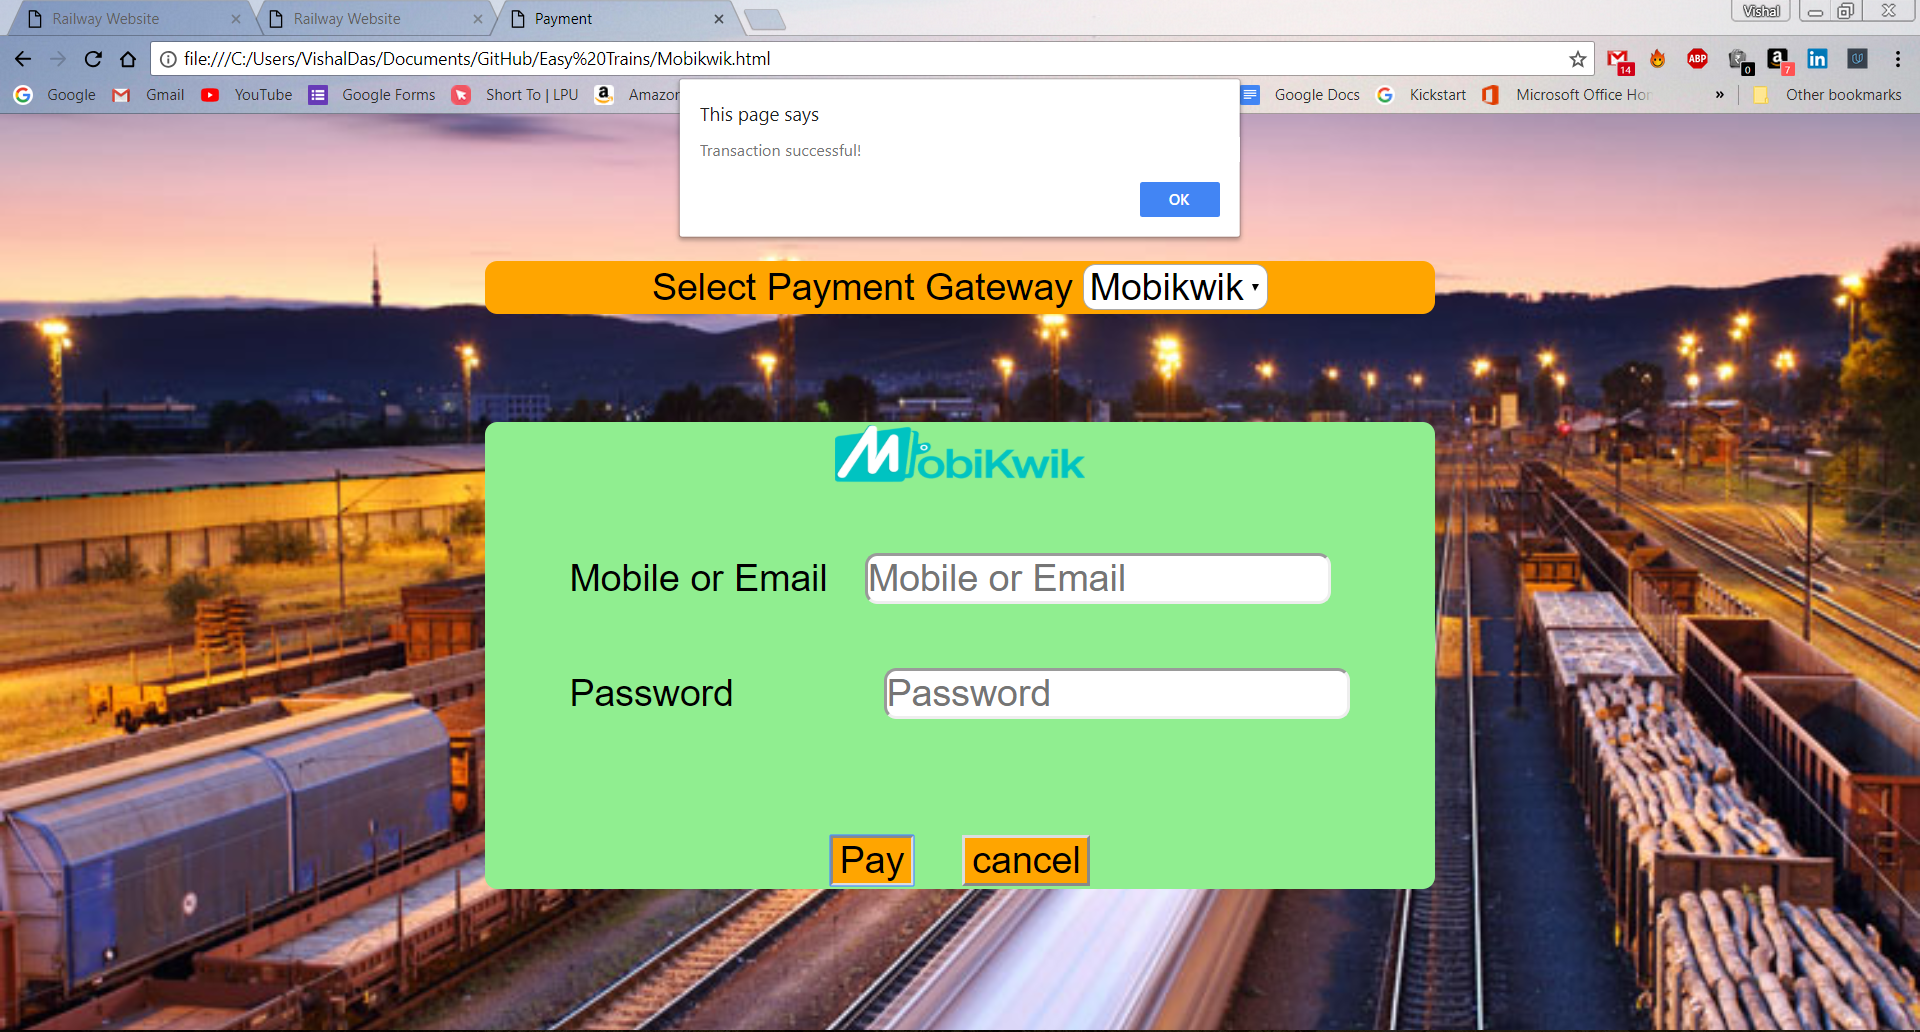 Railway Website
Railway Website
Payment
Vishal
file:///C:/Users/VishalDas/Documents/GitHub/Easy%20Trains/Mobikwik.html
14
ABP
0
7
Google
Gmail
YouTube
Google Forms
Short To | LPU
Amazon
Google Docs
Kickstart
Microsoft Office Hor
»
Other bookmarks
This page says
Transaction successful!
OK
Select Payment Gateway Mobikwik
MobiKwik
Mobile or Email Mobile or Email
Password Password
Pay cancel